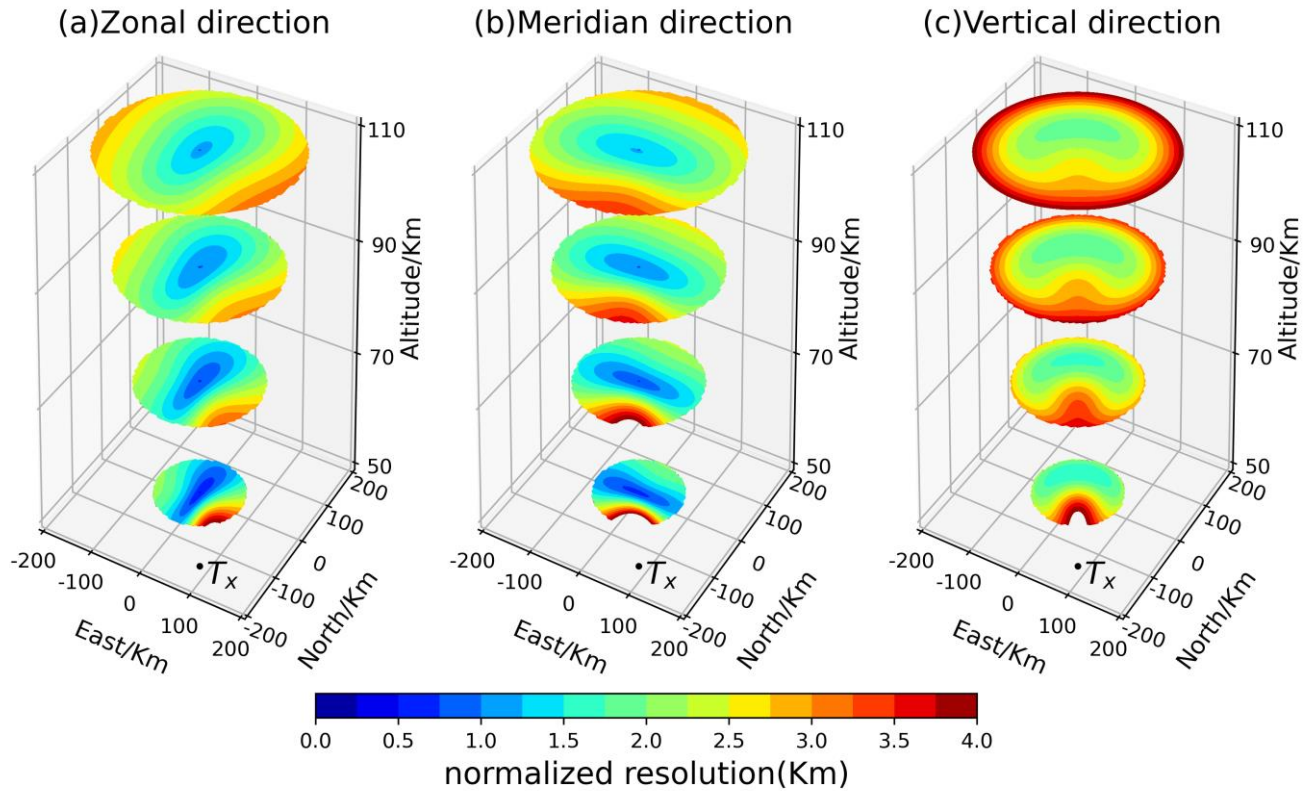 (a)Zonal direction
(b)Meridian direction
(c)Vertical direction
110
90
70
50
Altitude/Km
200
100
0
-100
-200
North/Km
-200
-100
0
100
200
East/Km
Tx
110
90
70
50
Altitude/Km
200
100
0
-100
-200
North/Km
-200
-100
0
100
200
East/Km
Tx
110
90
70
50
Altitude/Km
200
100
0
-100
-200
North/Km
-200
-100
0
100
200
East/Km
Tx
0.0 0.5 1.0 1.5 2.0 2.5 3.0 3.5 4.0
normalized resolution(Km)